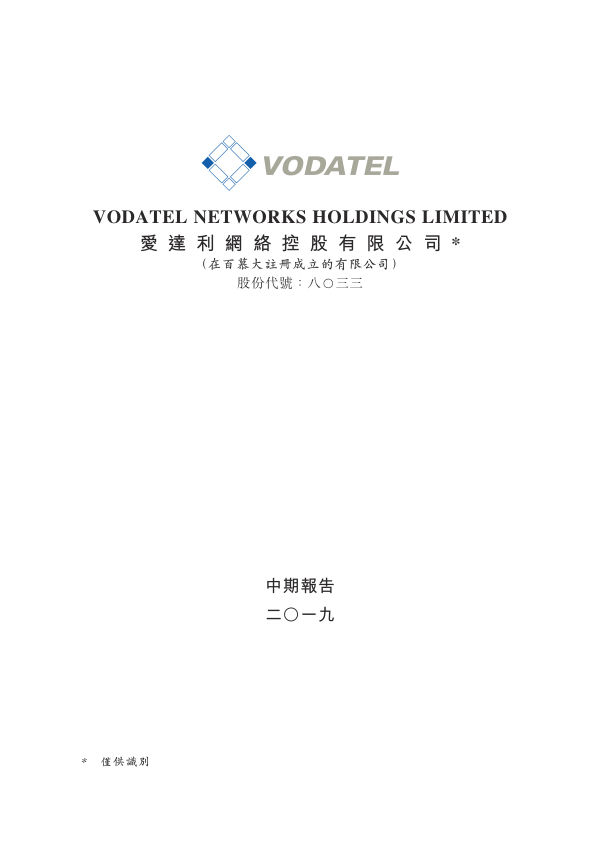 VODATEL
VODATEL NETWORKS HOLDINGS LIMITED
愛達利網絡控股有限公司*
(在百慕大註冊成立的有限公司)
股份代號：八〇三三
中期報告
二〇一九
* 僅供識別